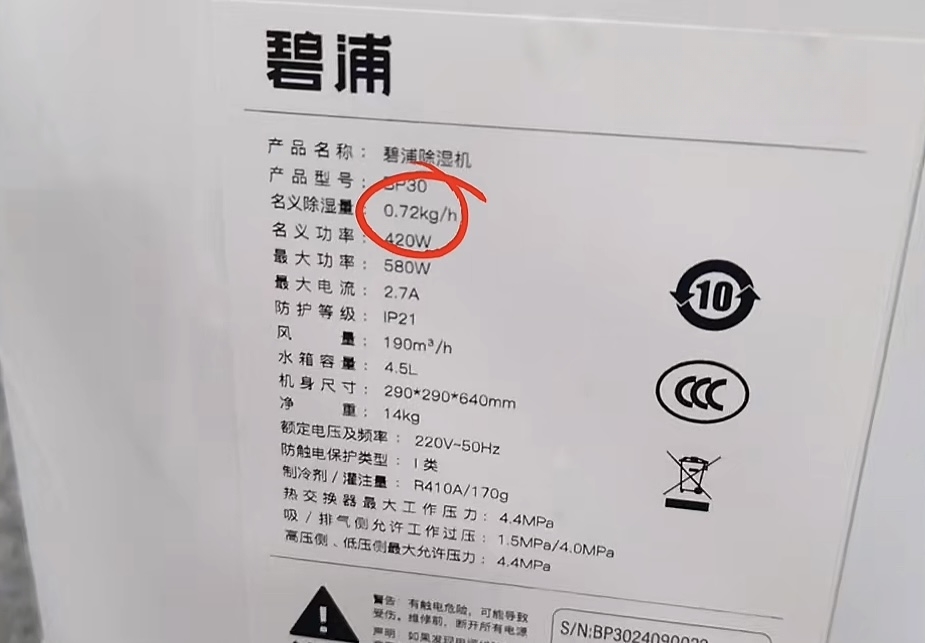 碧浦
产品名称： 碧浦除湿机
产品型号： BP30
名义除湿量： 0.72kg/h
名义功率： 420W
最大功率： 580W
最大电流： 2.7A
防护等级： IP21
风量： 190m³/h
水箱容量： 4.5L
机身尺寸： 290*290*640mm
净重： 14kg
额定电压及频率： 220V~50Hz
防触电保护类型： I类
制冷剂/灌注量： R410A/170g
热交换器最大工作压力： 4.4MPa
吸/排气侧允许工作过压： 1.5MPa/4.0MPa
高压侧、低压侧最大允许压力： 4.4MPa
10
CCC
警告：有触电危险，可能导致
受伤。维修前，断开所有电源
声明：如果发现电源
S/N:BP3024090